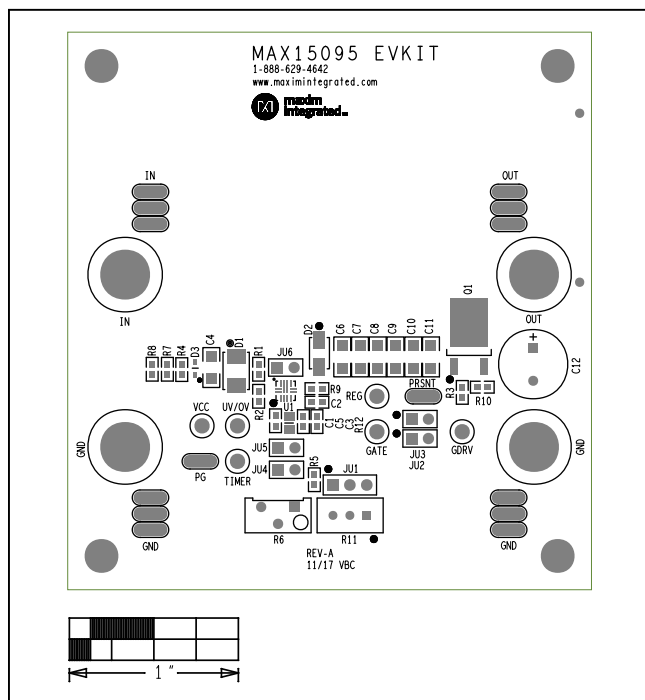 MAX15095 EVKIT
1-888-629-4642
www.maximintegrated.com
maxim
integrated™
IN
OUT
IN
OUT
Q1
R8
R7
R4
D3
C4
D1
R1
JU6
D2
C6
C7
C8
C9
C10
C11
+
C12
R2
U1
R9
C2
C1
C5
C3
R12
REG
PRSNT
R3
R10
VCC
UV/OV
GATE
JU3
JU2
GDRV
GND
GND
JU5
JU4
PG
TIMER
R5
JU1
GND
GND
R6
R11
REV-A
11/17 VBC
1 "